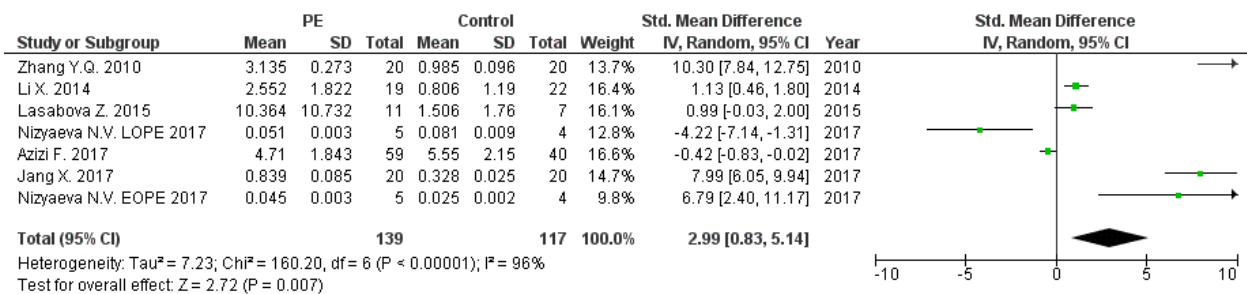 PE Control Std. Mean Difference Std. Mean Difference
Study or Subgroup Mean SD Total Mean SD Total Weight IV, Random, 95% CI Year IV, Random, 95% CI
Zhang Y.Q. 2010 3.135 0.273 20 0.985 0.096 20 13.7% 10.30 [7.84, 12.75] 2010
Li X. 2014 2.552 1.822 19 0.806 1.19 22 16.4% 1.13 [0.46, 1.80] 2014
Lasabova Z. 2015 10.364 10.732 11 1.506 1.76 7 16.1% 0.99 [-0.03, 2.00] 2015
Nizyaeva N.V. LOPE 2017 0.051 0.003 5 0.081 0.009 4 12.8% -4.22 [-7.14, -1.31] 2017
Azizi F. 2017 4.71 1.843 59 5.55 2.15 40 16.6% -0.42 [-0.83, -0.02] 2017
Jang X. 2017 0.839 0.085 20 0.328 0.025 20 14.7% 7.99 [6.05, 9.94] 2017
Nizyaeva N.V. EOPE 2017 0.045 0.003 5 0.025 0.002 4 9.8% 6.79 [2.40, 11.17] 2017
Total (95% CI) 139 117 100.0% 2.99 [0.83, 5.14]
Heterogeneity: Tau² = 7.23; Chi² = 160.20, df = 6 (P < 0.00001); I² = 96%
Test for overall effect: Z = 2.72 (P = 0.007)
-10 -5 0 5 10